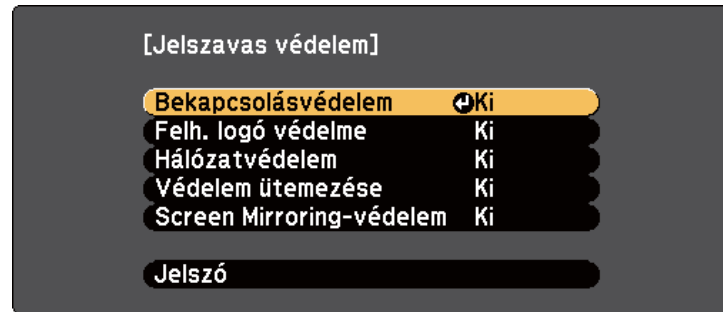 [Jelszavas védelem]
Bekapcsolásvédelem Ki
Felh. logó védelme Ki
Hálózatvédelem Ki
Védelem ütemezése Ki
Screen Mirroring-védelem Ki
Jelszó